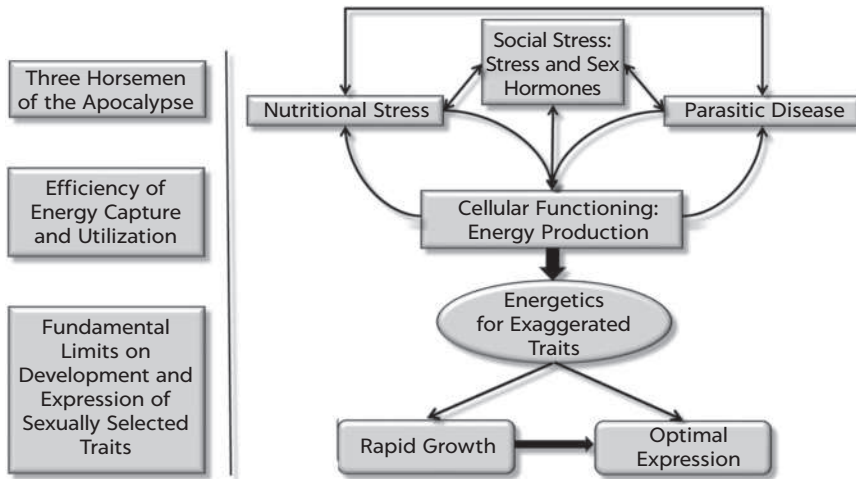 Three Horsemen
of the Apocalypse
Efficiency of
Energy Capture
and Utilization
Fundamental
Limits on
Development and
Expression of
Sexually Selected
Traits
Social Stress:
Stress and Sex
Hormones
Nutritional Stress
Parasitic Disease
Cellular Functioning:
Energy Production
Energetics
for Exaggerated
Traits
Rapid Growth
Optimal
Expression